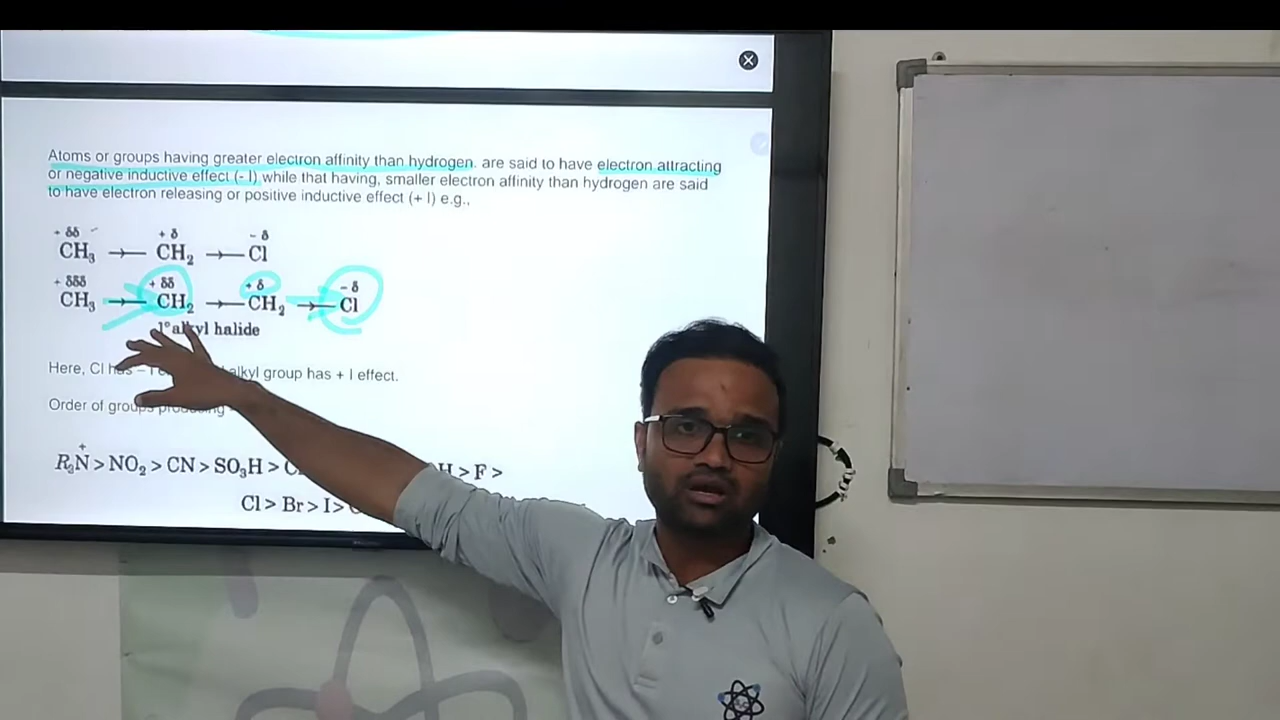 Atoms or groups having greater electron affinity than hydrogen. are said to have electron attracting
or negative inductive effect (- I) while that having, smaller electron affinity than hydrogen are said
to have electron releasing or positive inductive effect (+ I) e.g.,
+ δδ + δ - δ
CH₃ → CH₂ → Cl
+ δδδ + δδ + δ - δ
CH₃ → CH₂ → CH₂ → Cl
1° alkyl halide
Here, Cl has – I alkyl group has + I effect.
Order of groups producing
R₃N⁺ > NO₂ > CN > SO₃H > > F >
Cl > Br > I >